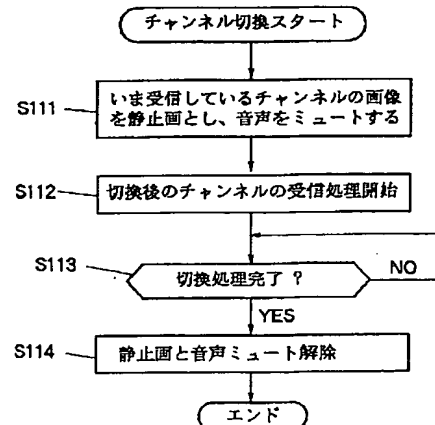 チャンネル切換スタート
S111
いま受信しているチャンネルの画像
を静止画とし、音声をミュートする
S112
切換後のチャンネルの受信処理開始
S113
切換処理完了 ?
NO
YES
S114
静止画と音声ミュート解除
エンド